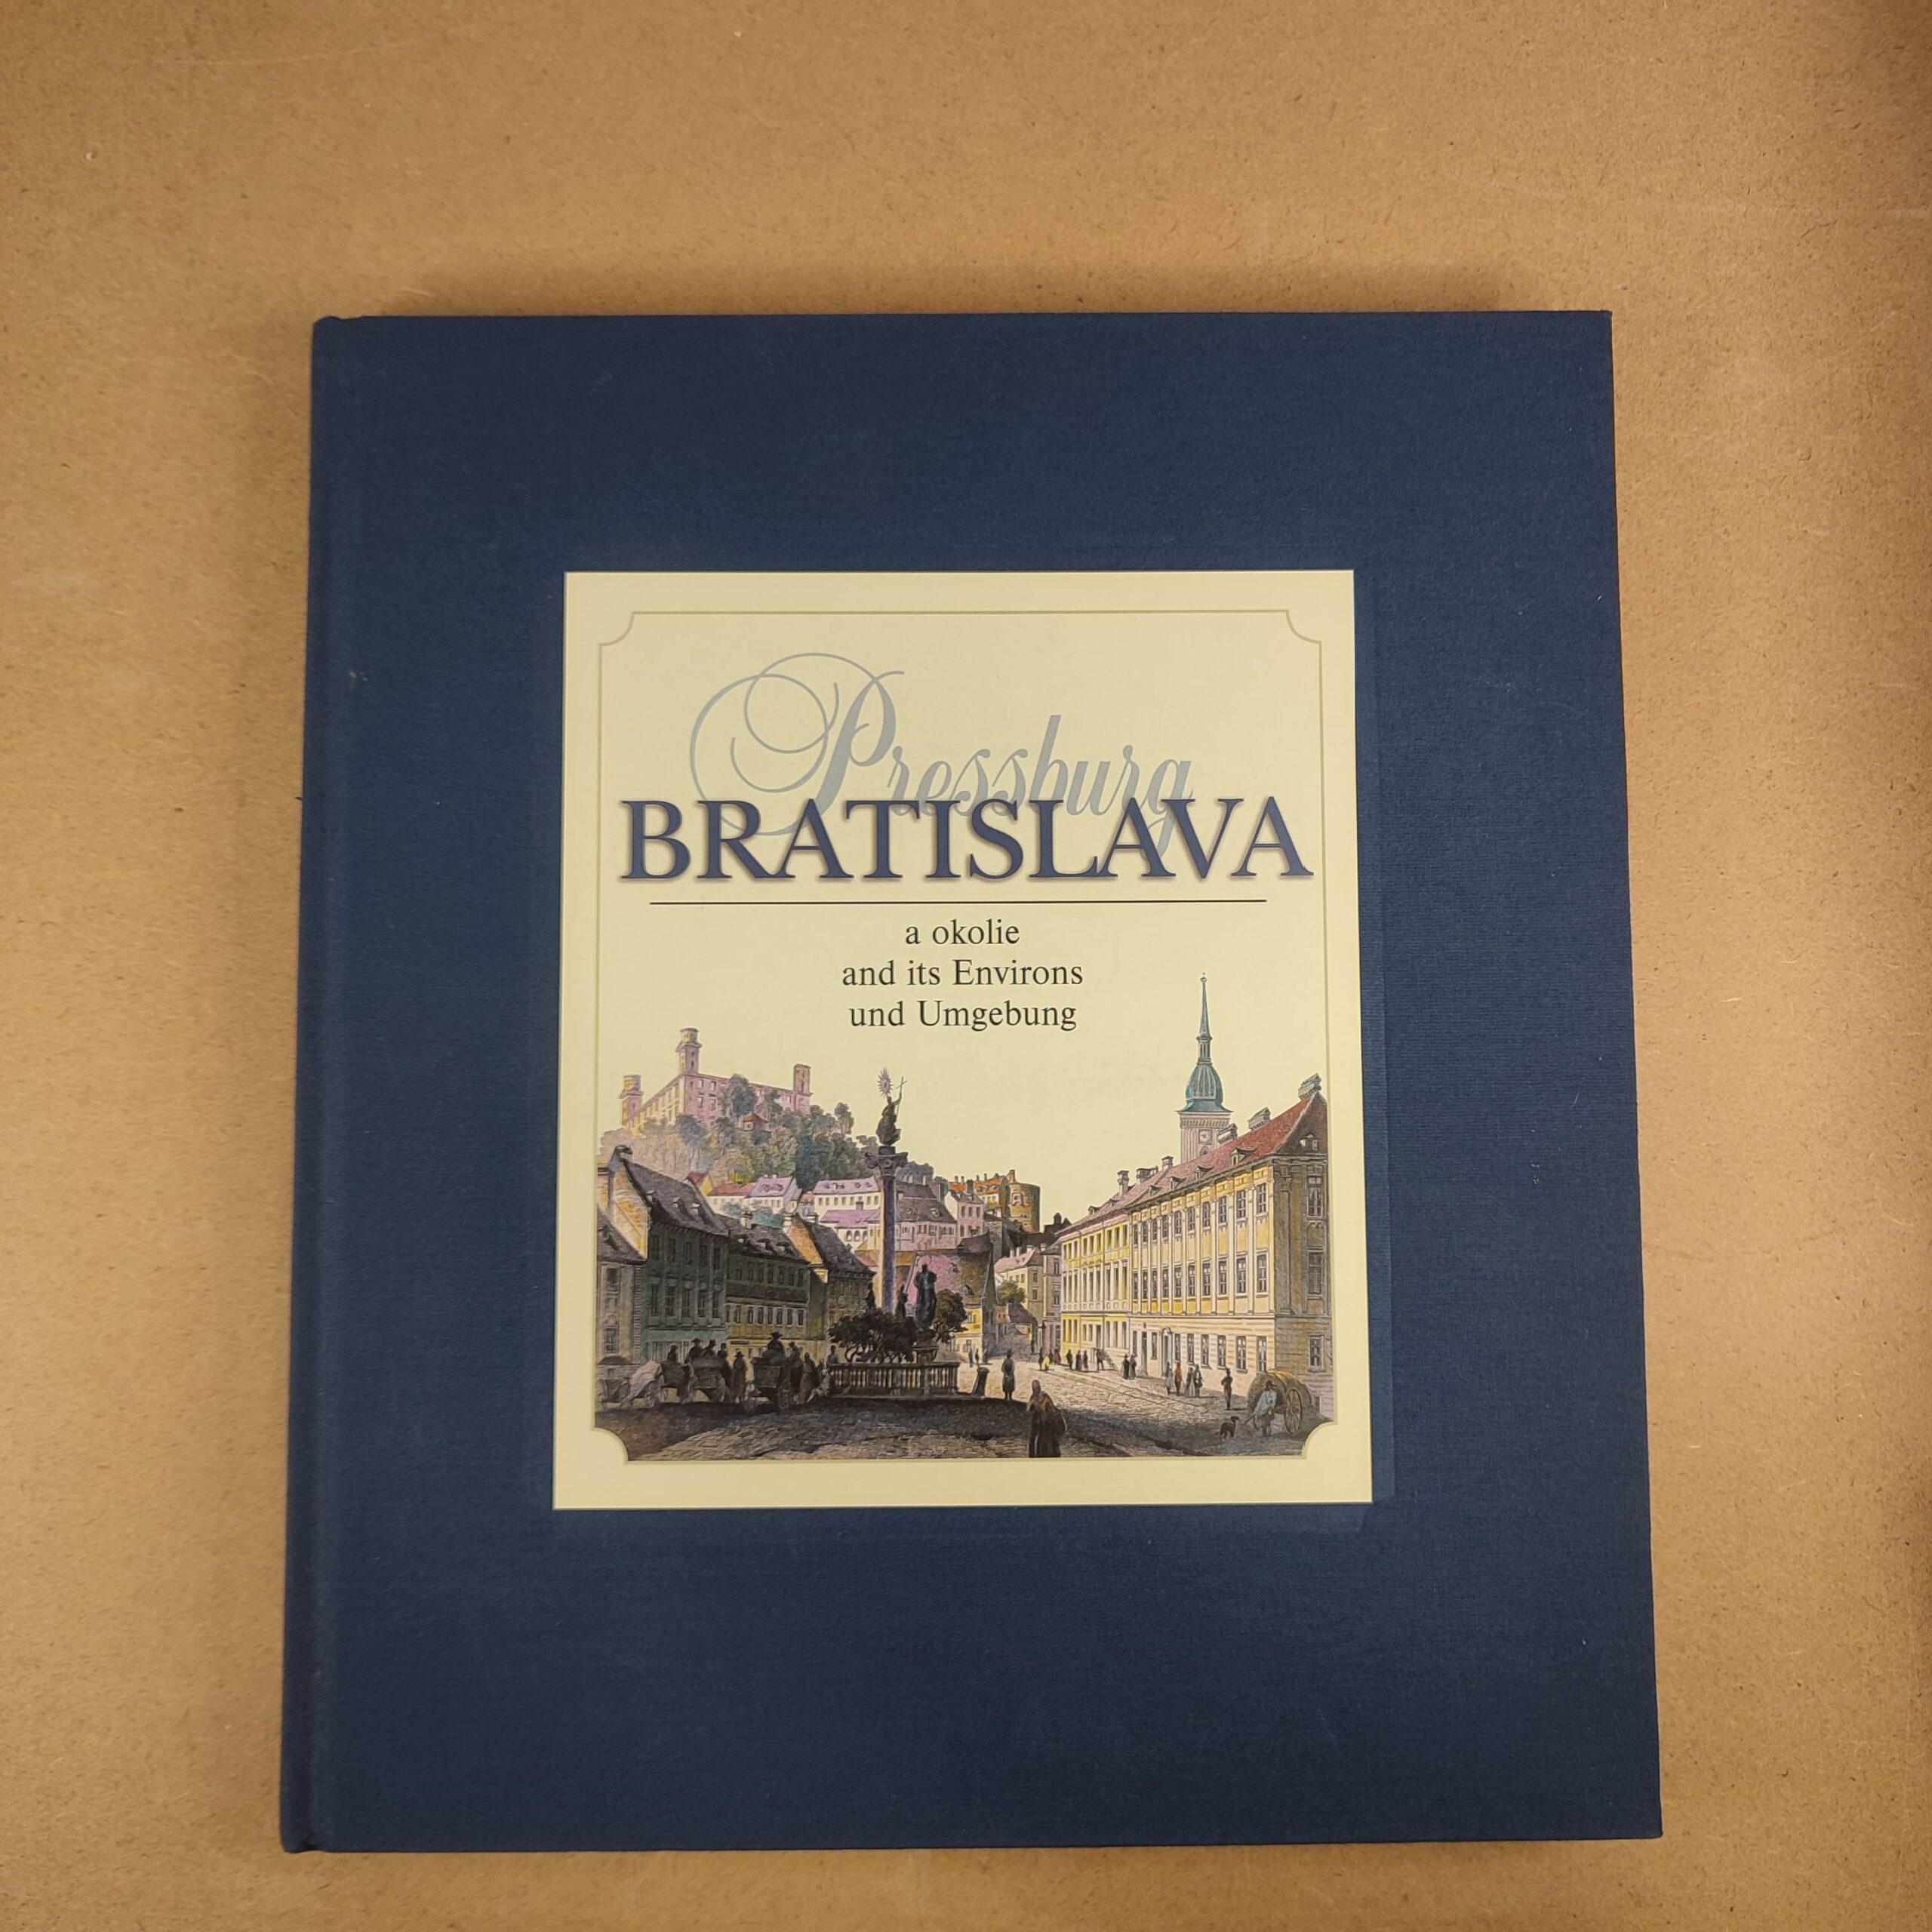 Pressburg
BRATISLAVA
a okolie
and its Environs
und Umgebung